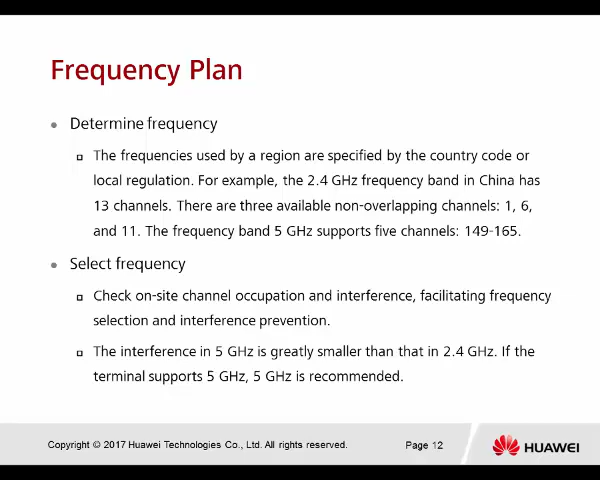 Frequency Plan
Determine frequency
The frequencies used by a region are specified by the country code or
local regulation. For example, the 2.4 GHz frequency band in China has
13 channels. There are three available non-overlapping channels: 1, 6,
and 11. The frequency band 5 GHz supports five channels: 149-165.
Select frequency
Check on-site channel occupation and interference, facilitating frequency
selection and interference prevention.
The interference in 5 GHz is greatly smaller than that in 2.4 GHz. If the
terminal supports 5 GHz, 5 GHz is recommended.
Copyright © 2017 Huawei Technologies Co., Ltd. All rights reserved.
Page 12
HUAWEI